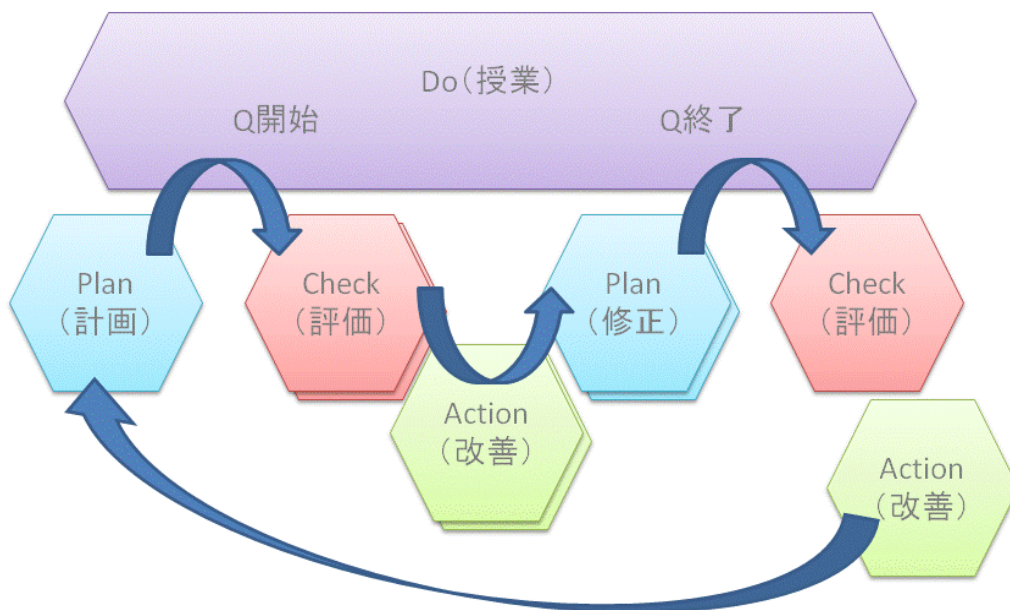 Do(授業)
Q開始
Q終了
Plan
(計画)
Check
(評価)
Action
(改善)
Plan
(修正)
Check
(評価)
Action
(改善)